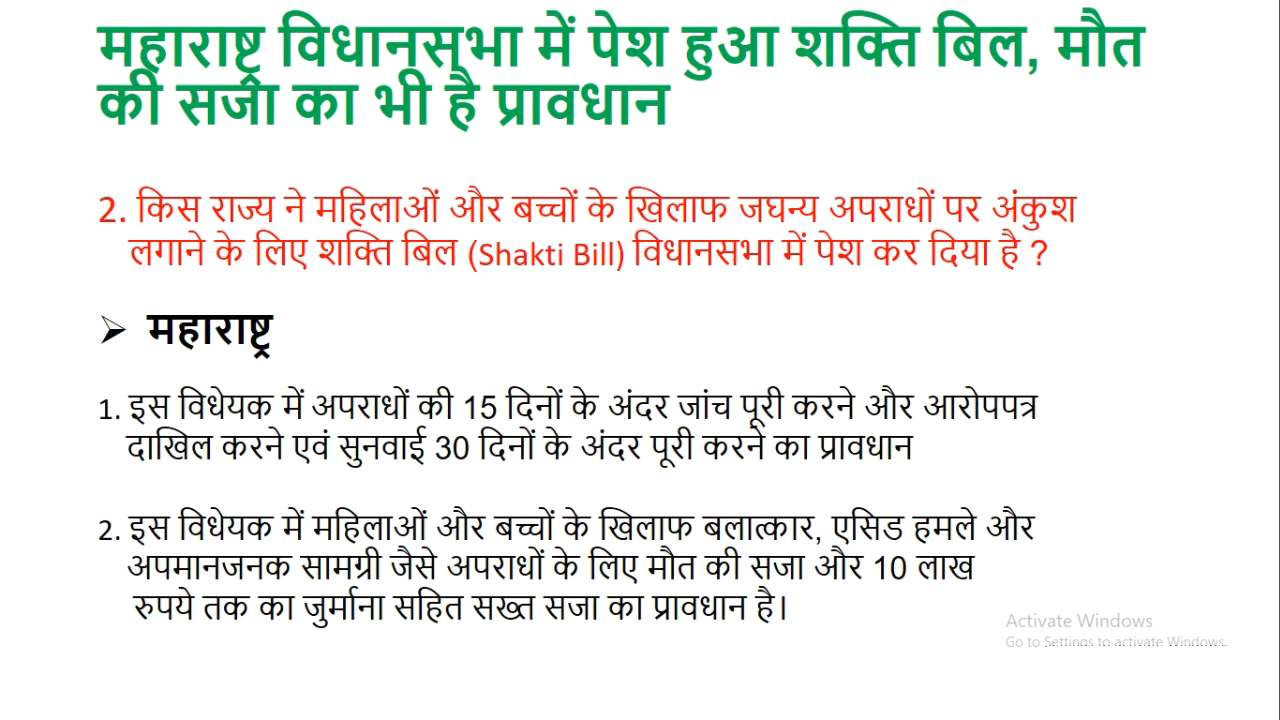 महाराष्ट्र विधानसभा में पेश हुआ शक्ति बिल, मौत
की सजा का भी है प्रावधान
2. किस राज्य ने महिलाओं और बच्चों के खिलाफ जघन्य अपराधों पर अंकुश
लगाने के लिए शक्ति बिल (Shakti Bill) विधानसभा में पेश कर दिया है ?
➢ महाराष्ट्र
1. इस विधेयक में अपराधों की 15 दिनों के अंदर जांच पूरी करने और आरोपपत्र
दाखिल करने एवं सुनवाई 30 दिनों के अंदर पूरी करने का प्रावधान
2. इस विधेयक में महिलाओं और बच्चों के खिलाफ बलात्कार, एसिड हमले और
अपमानजनक सामग्री जैसे अपराधों के लिए मौत की सजा और 10 लाख
रुपये तक का जुर्माना सहित सख्त सजा का प्रावधान है।
Activate Windows
Go to Settings to activate Windows.